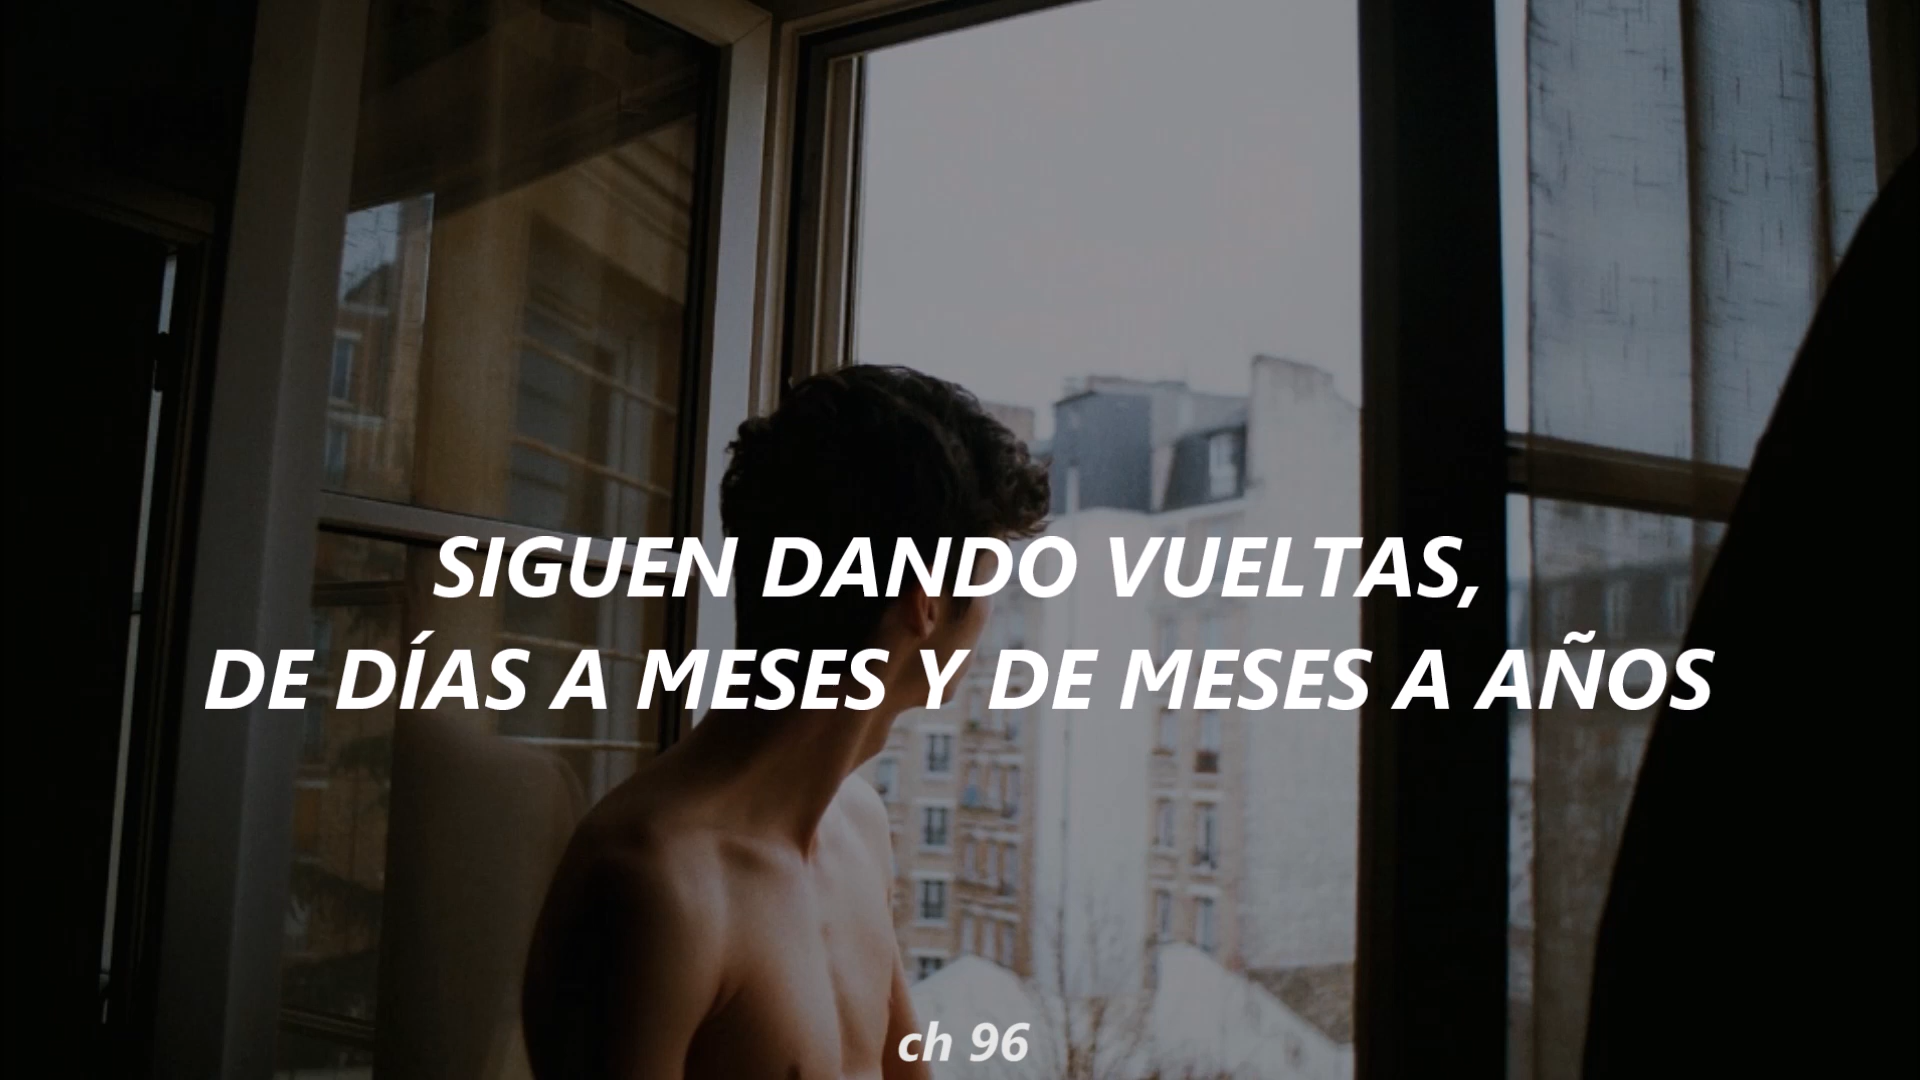 SIGUEN DANDO VUELTAS,
DE DÍAS A MESES Y DE MESES A AÑOS
ch 96